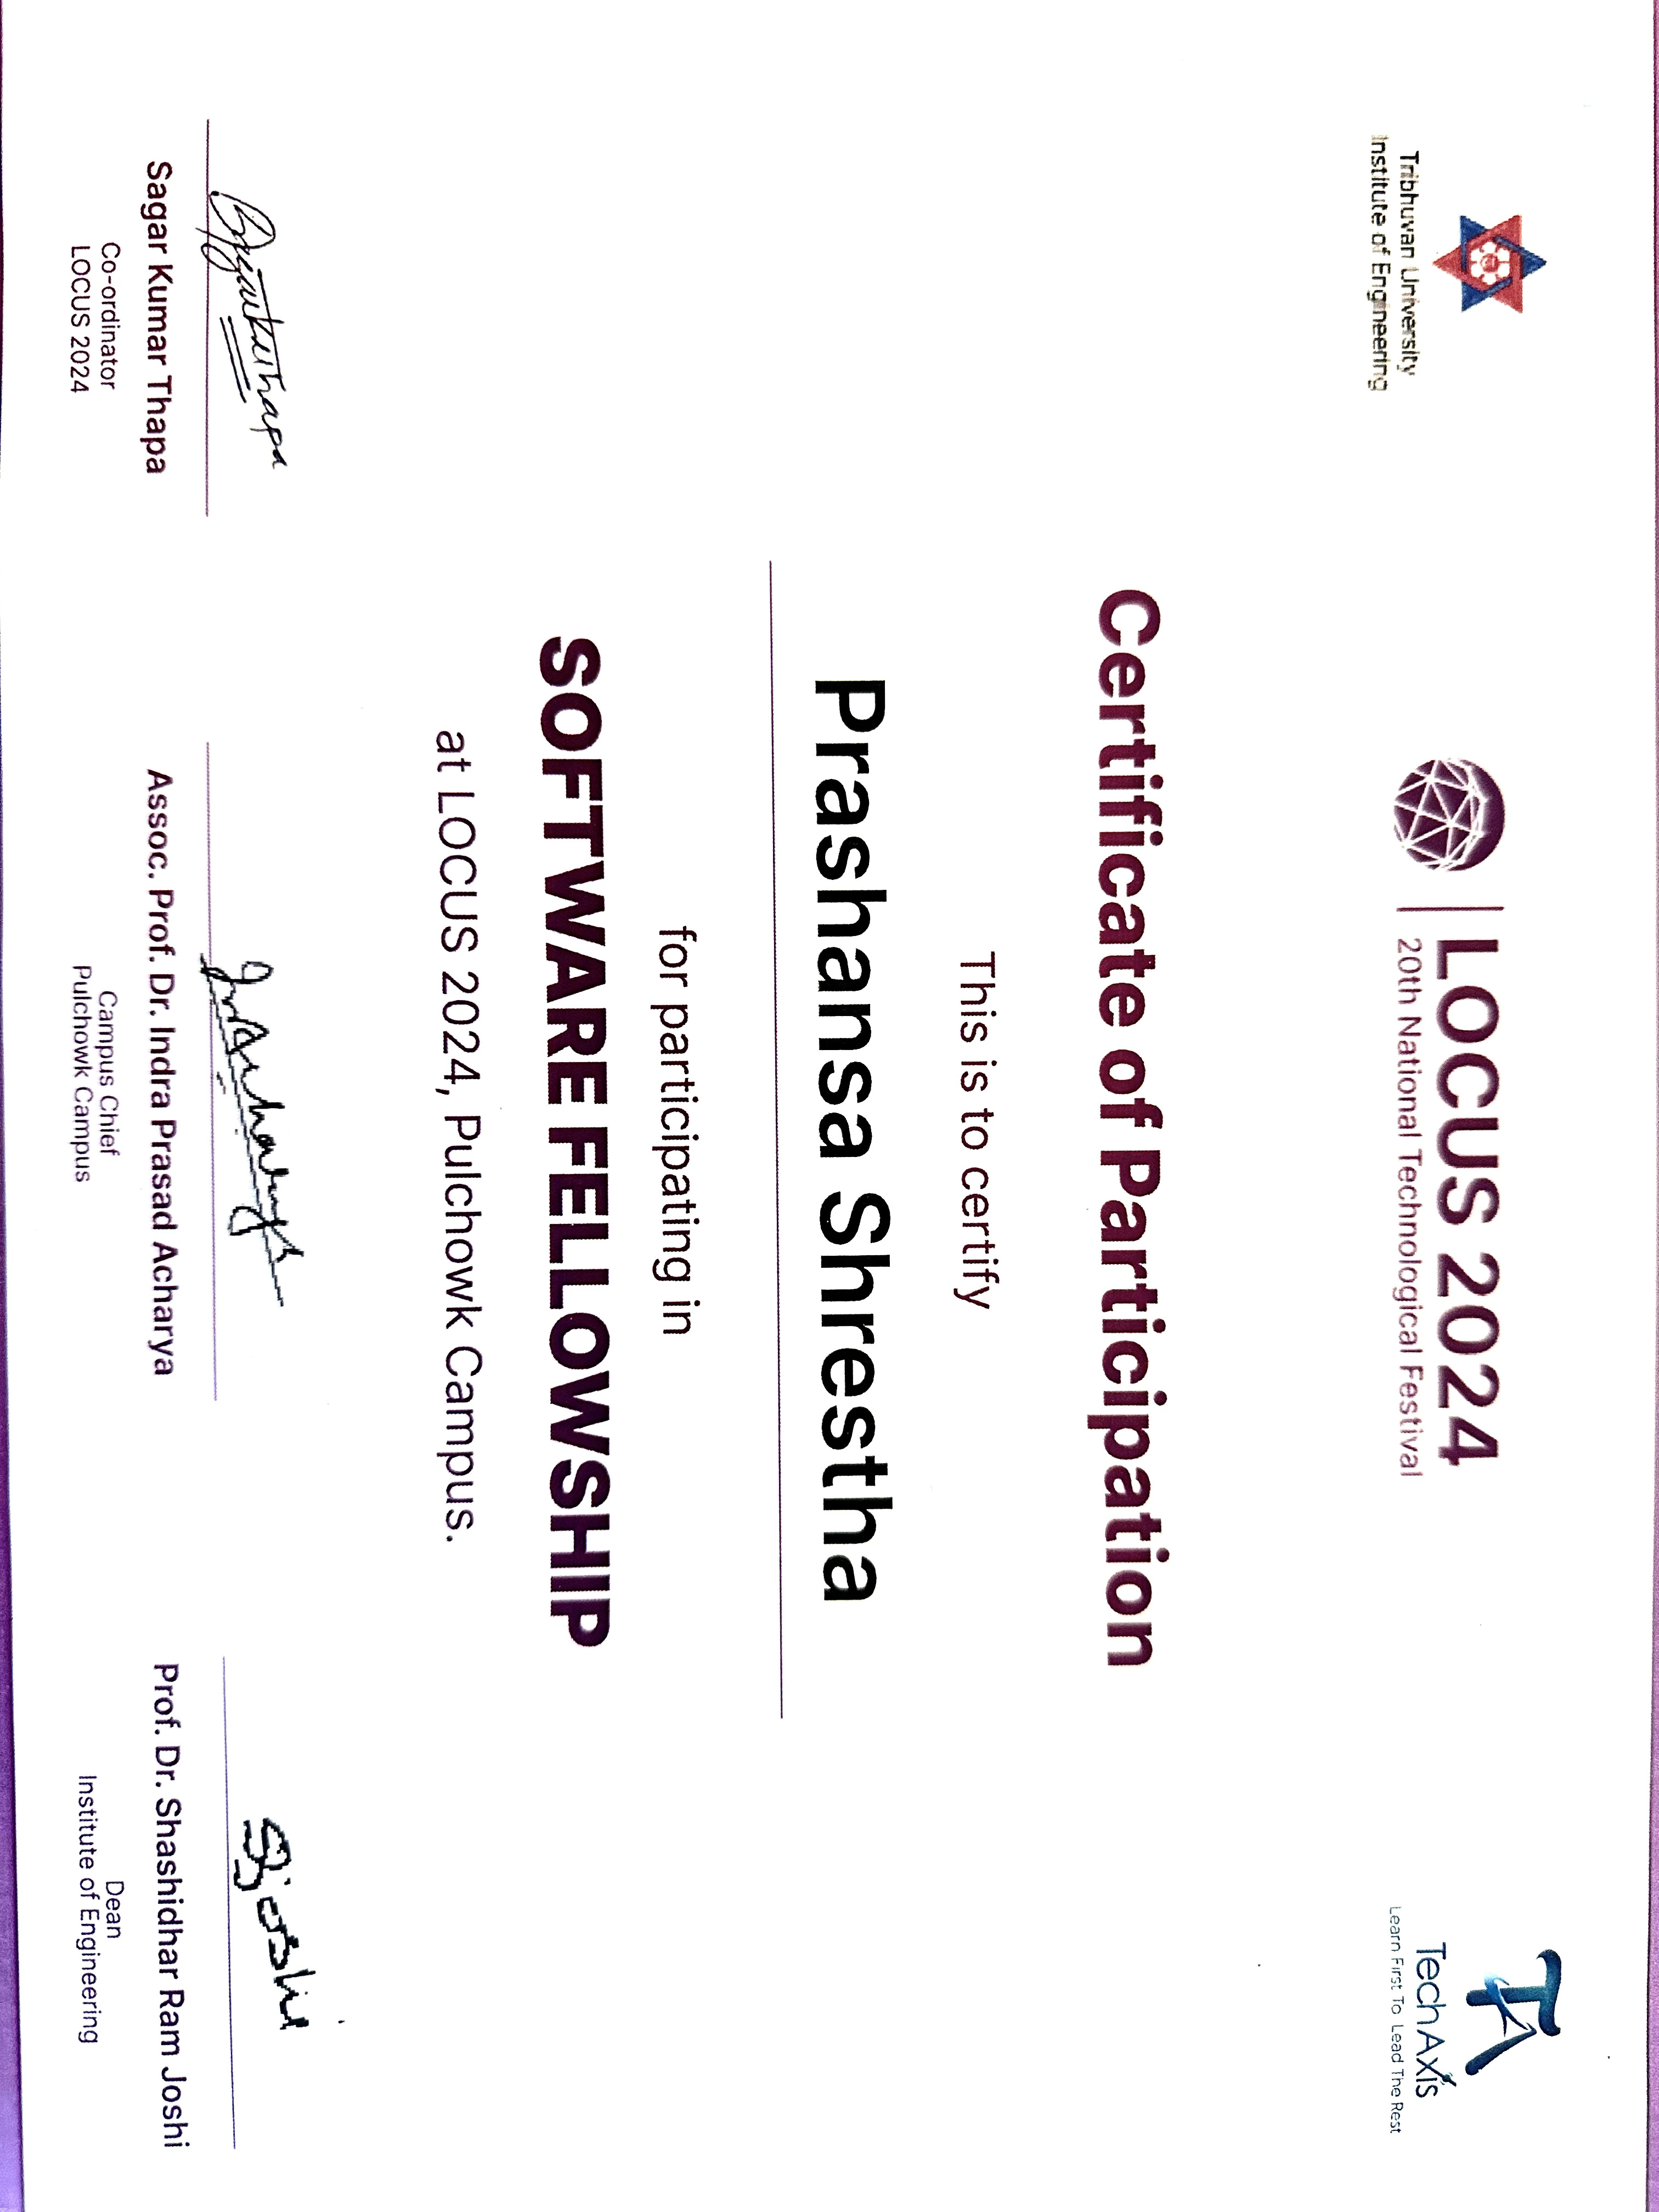 Tribhuvan University
Institute of Engineering
LOCUS 2024
20th National Technological Festival
TA
TechAxis
Learn First To Lead The Rest
Certificate of Participation
This is to certify
Prashansa Shrestha
for participating in
SOFTWARE FELLOWSHIP
at LOCUS 2024, Pulchowk Campus.
Sagar Kumar Thapa
Co-ordinator
LOCUS 2024
Assoc. Prof. Dr. Indra Prasad Acharya
Campus Chief
Pulchowk Campus
Prof. Dr. Shashidhar Ram Joshi
Dean
Institute of Engineering